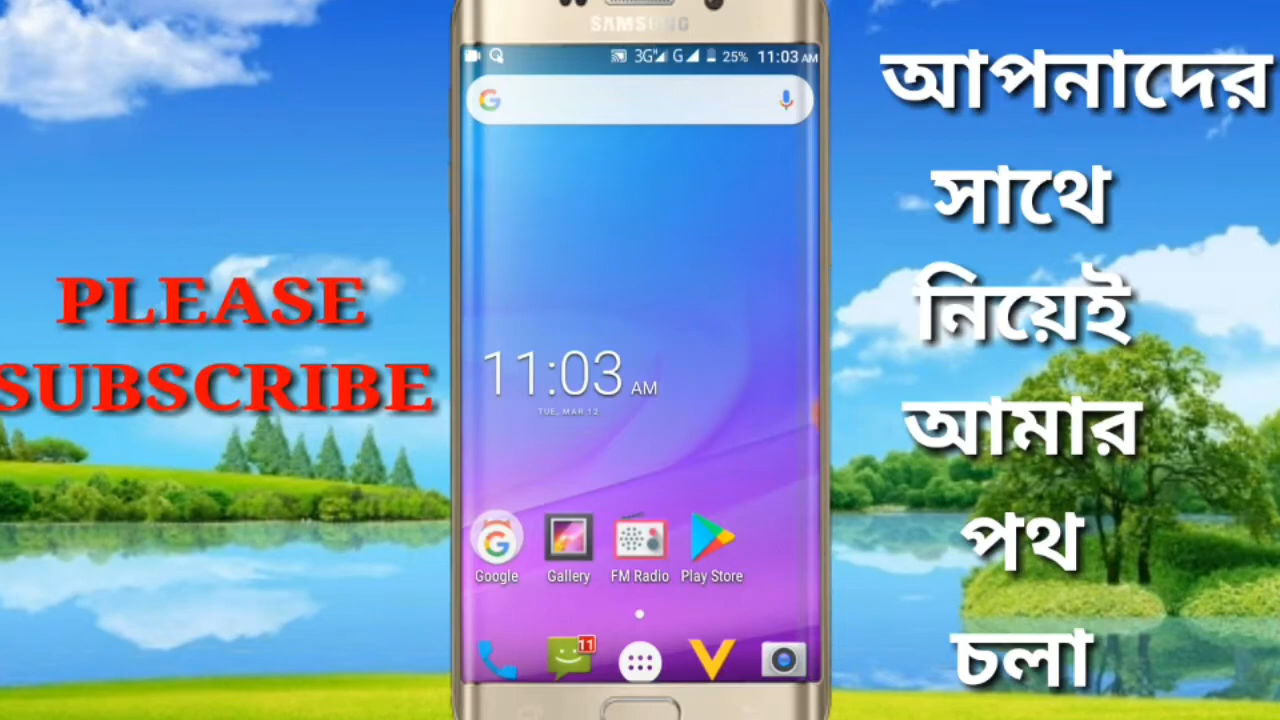 PLEASE
SUBSCRIBE
SAMSUNG
3G H G 25% 11:03 AM
11:03 AM
TUE, MAR 12
Google Gallery FM Radio Play Store
11
আপনাদের
সাথে
নিয়েই
আমার
পথ
চলা